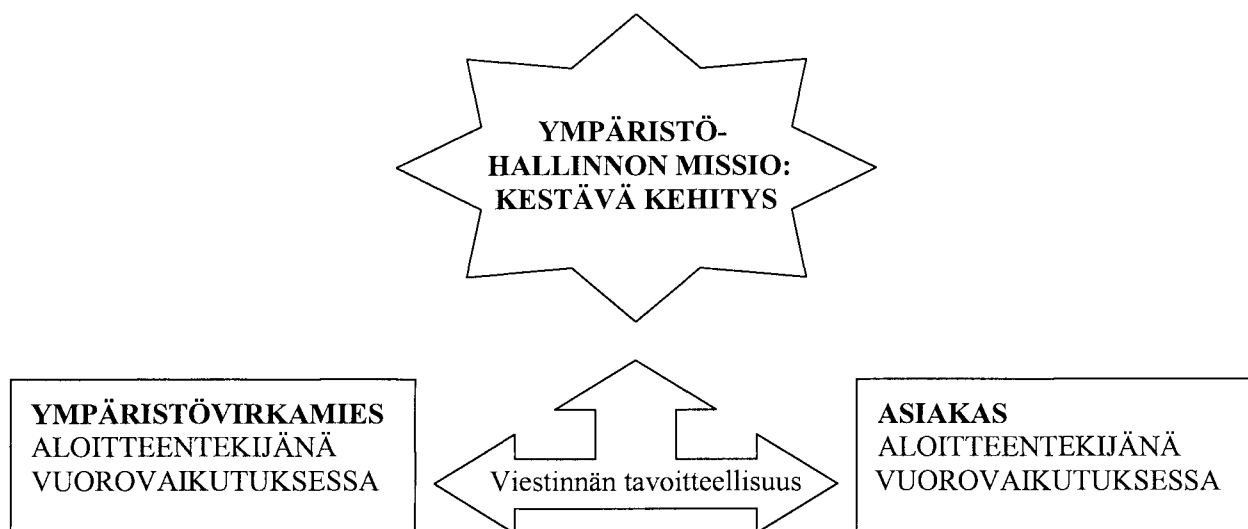 YMPÄRISTÖ-
HALLINNON MISSIO:
KESTÄVÄ KEHITYS
YMPÄRISTÖVIRKAMIES
ALOITTEENTEKIJÄNÄ
VUOROVAIKUTUKSESSA
Viestinnän tavoitteellisuus
ASIAKAS
ALOITTEENTEKIJÄNÄ
VUOROVAIKUTUKSESSA